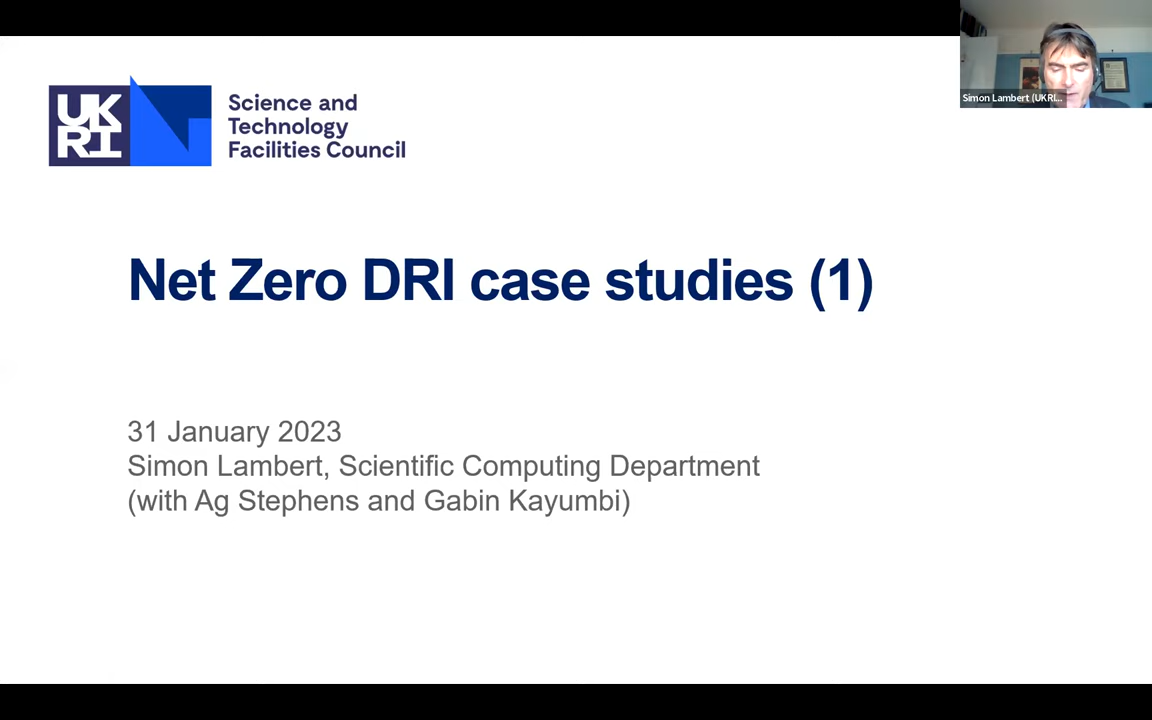 UK
RI
Science and
Technology
Facilities Council
Simon Lambert (UKRI...
Net Zero DRI case studies (1)
31 January 2023
Simon Lambert, Scientific Computing Department
(with Ag Stephens and Gabin Kayumbi)